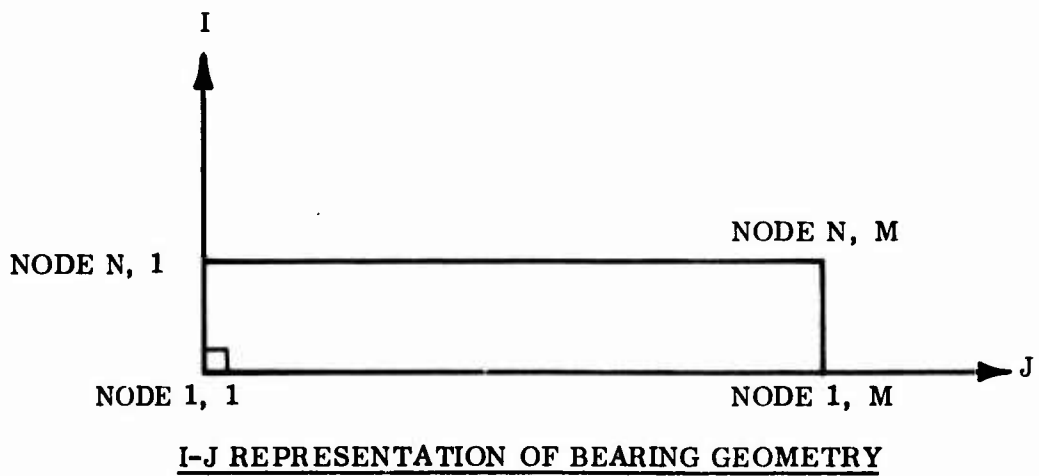 I
NODE N, M
NODE N, 1
J
NODE 1, 1
NODE 1, M
I-J REPRESENTATION OF BEARING GEOMETRY